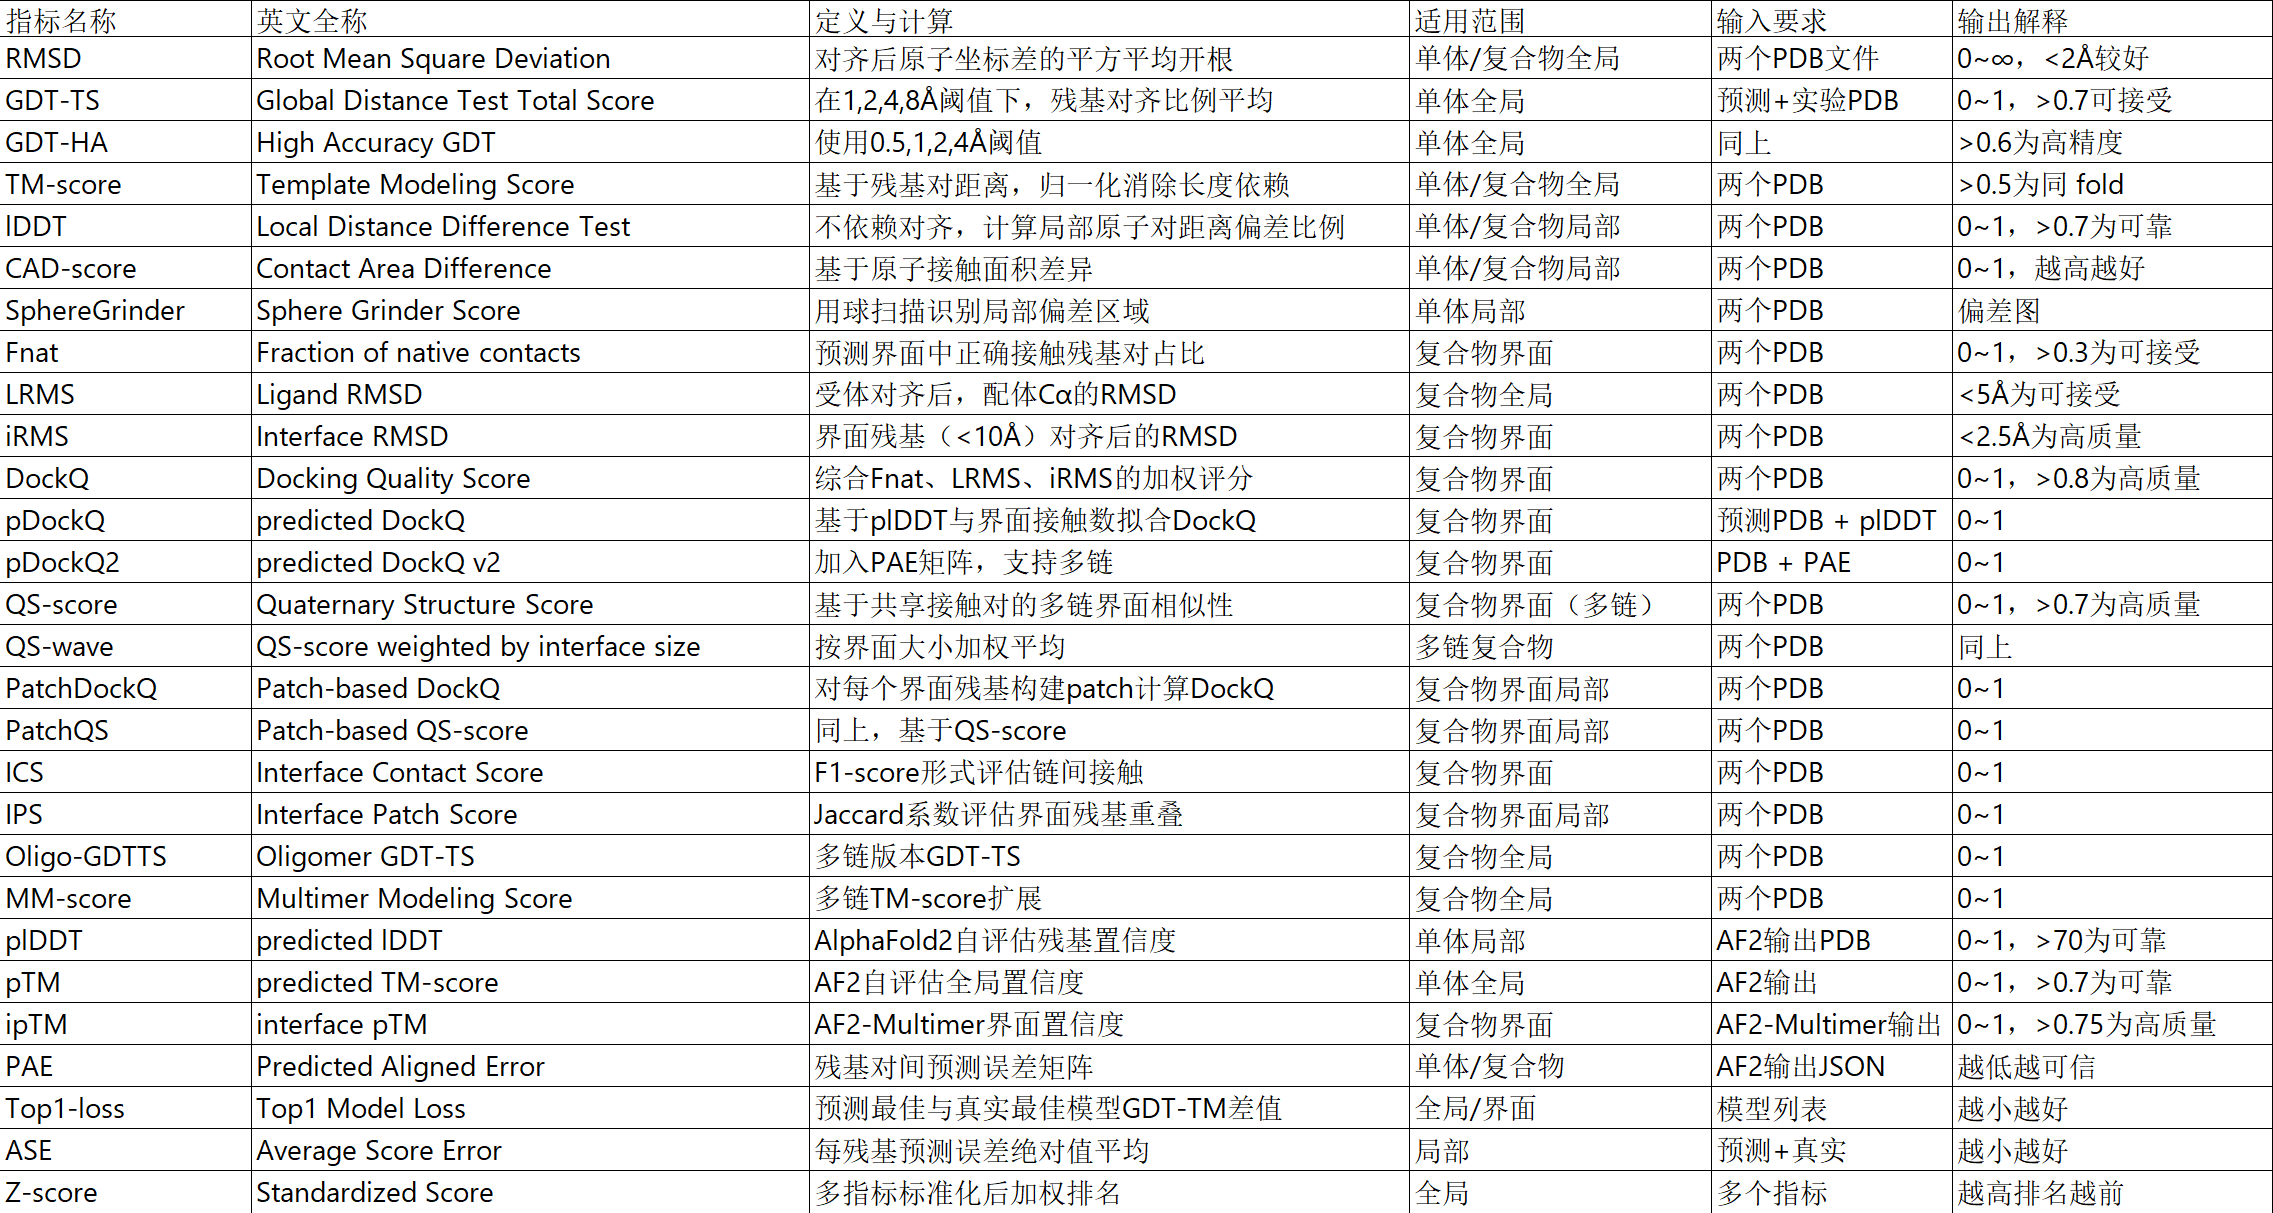 指标名称 英文全称 定义与计算 适用范围 输入要求 输出解释
RMSD Root Mean Square Deviation 对齐后原子坐标差的平方平均开根 单体/复合物全局 两个PDB文件 0~∞，<2Å较好
GDT-TS Global Distance Test Total Score 在1,2,4,8Å阈值下，残基对齐比例平均 单体全局 预测+实验PDB 0~1，>0.7可接受
GDT-HA High Accuracy GDT 使用0.5,1,2,4Å阈值 单体全局 同上 >0.6为高精度
TM-score Template Modeling Score 基于残基对距离，归一化消除长度依赖 单体/复合物全局 两个PDB >0.5为同 fold
lDDT Local Distance Difference Test 不依赖对齐，计算局部原子对距离偏差比例 单体/复合物局部 两个PDB 0~1，>0.7为可靠
CAD-score Contact Area Difference 基于原子接触面积差异 单体/复合物局部 两个PDB 0~1，越高越好
SphereGrinder Sphere Grinder Score 用球扫描识别局部偏差区域 单体局部 两个PDB 偏差图
Fnat Fraction of native contacts 预测界面中正确接触残基对占比 复合物界面 两个PDB 0~1，>0.3为可接受
LRMS Ligand RMSD 受体对齐后，配体Cα的RMSD 复合物全局 两个PDB <5Å为可接受
iRMS Interface RMSD 界面残基（<10Å）对齐后的RMSD 复合物界面 两个PDB <2.5Å为高质量
DockQ Docking Quality Score 综合Fnat、LRMS、iRMS的加权评分 复合物界面 两个PDB 0~1，>0.8为高质量
pDockQ predicted DockQ 基于plDDT与界面接触数拟合DockQ 复合物界面 预测PDB + plDDT 0~1
pDockQ2 predicted DockQ v2 加入PAE矩阵，支持多链 复合物界面 PDB + PAE 0~1
QS-score Quaternary Structure Score 基于共享接触对的多链界面相似性 复合物界面（多链） 两个PDB 0~1，>0.7为高质量
QS-wave QS-score weighted by interface size 按界面大小加权平均 多链复合物 两个PDB 同上
PatchDockQ Patch-based DockQ 对每个界面残基构建patch计算DockQ 复合物界面局部 两个PDB 0~1
PatchQS Patch-based QS-score 同上，基于QS-score 复合物界面局部 两个PDB 0~1
ICS Interface Contact Score F1-score形式评估链间接触 复合物界面 两个PDB 0~1
IPS Interface Patch Score Jaccard系数评估界面残基重叠 复合物界面局部 两个PDB 0~1
Oligo-GDTTS Oligomer GDT-TS 多链版本GDT-TS 复合物全局 两个PDB 0~1
MM-score Multimer Modeling Score 多链TM-score扩展 复合物全局 两个PDB 0~1
plDDT predicted lDDT AlphaFold2自评估残基置信度 单体局部 AF2输出PDB 0~1，>70为可靠
pTM predicted TM-score AF2自评估全局置信度 单体全局 AF2输出 0~1，>0.7为可靠
ipTM interface pTM AF2-Multimer界面置信度 复合物界面 AF2-Multimer输出 0~1，>0.75为高质量
PAE Predicted Aligned Error 残基对间预测误差矩阵 单体/复合物 AF2输出JSON 越低越可信
Top1-loss Top1 Model Loss 预测最佳与真实最佳模型GDT-TM差值 全局/界面 模型列表 越小越好
ASE Average Score Error 每残基预测误差绝对值平均 局部 预测+真实 越小越好
Z-score Standardized Score 多指标标准化后加权排名 全局 多个指标 越高排名越前